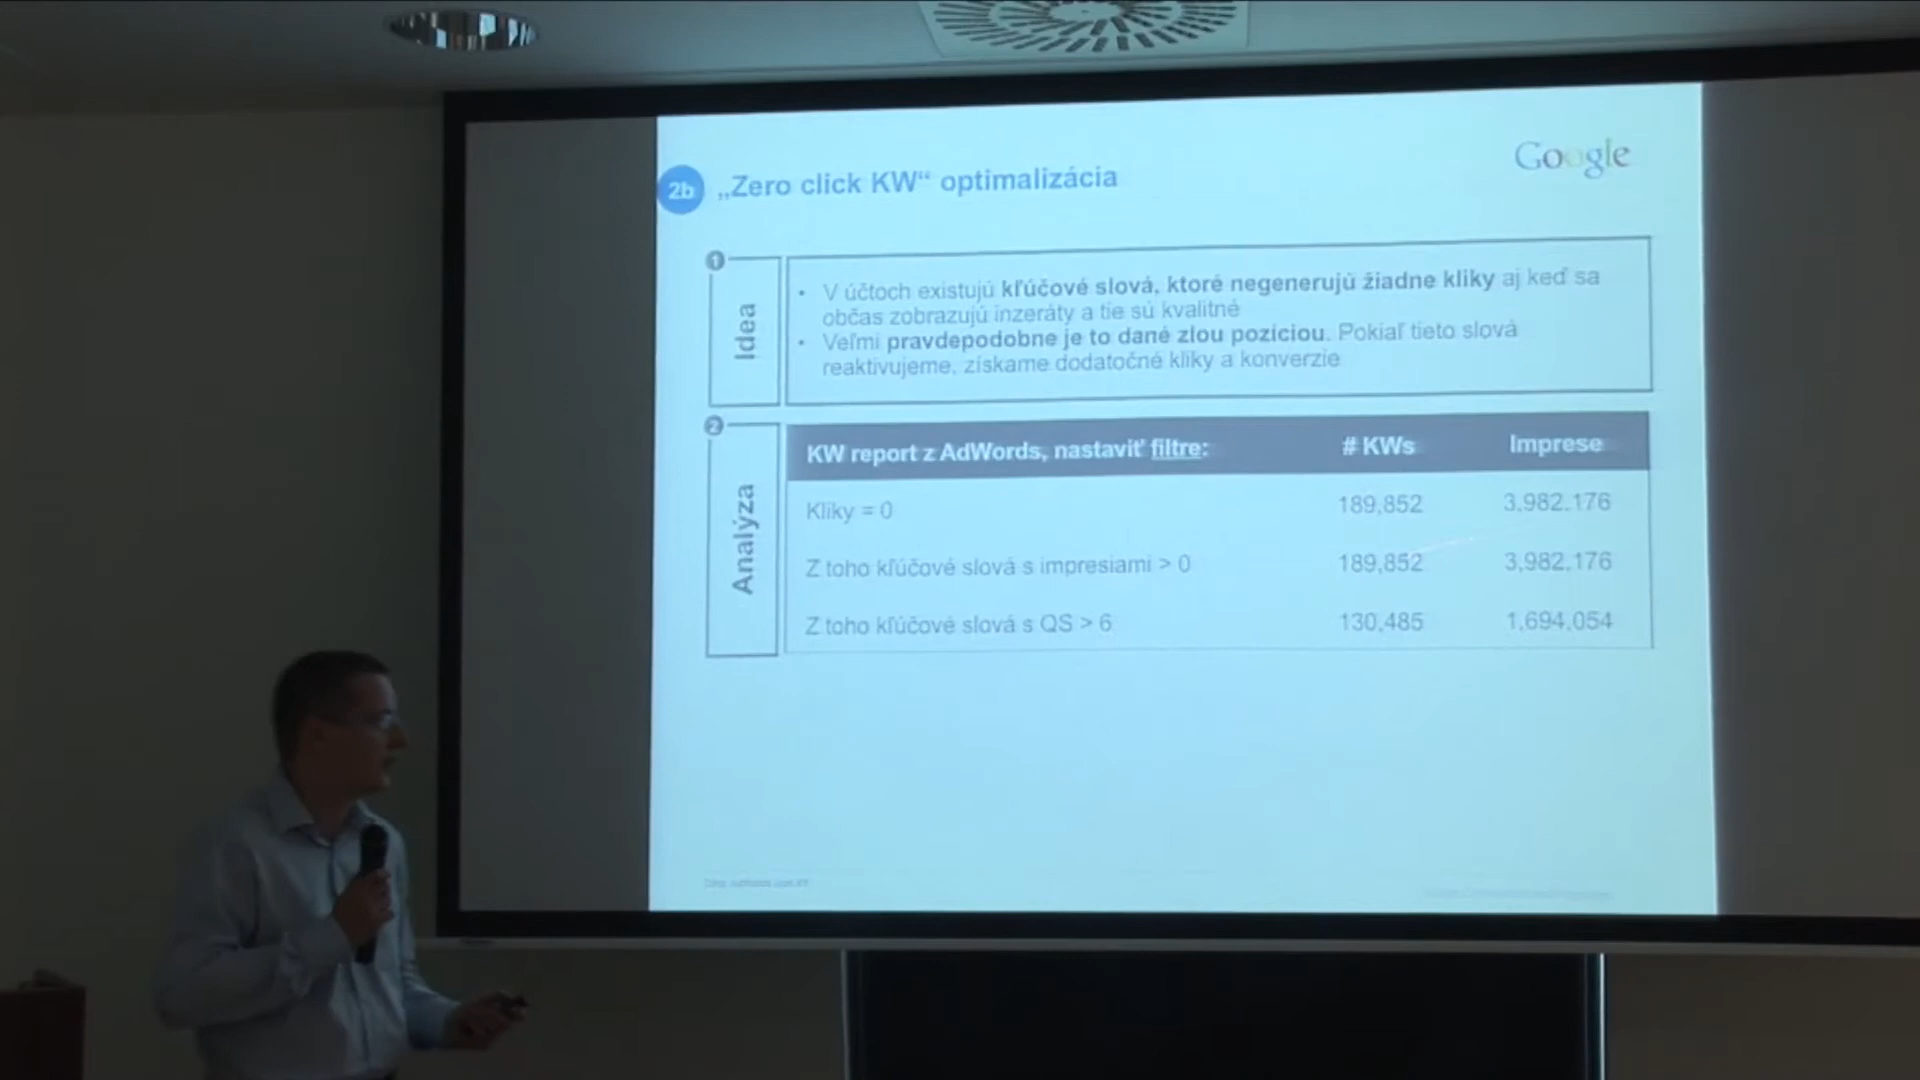 Google
2b „Zero click KW“ optimalizácia
1
Idea
• V účtoch existujú kľúčové slová, ktoré negenerujú žiadne kliky aj keď sa
občas zobrazujú inzeráty a tie sú kvalitné
• Veľmi pravdepodobne je to dané zlou pozíciou. Pokiaľ tieto slová
reaktivujeme, získame dodatočné kliky a konverzie
2
Analýza
KW report z AdWords, nastaviť filtre: # KWs Imprese
Kliky = 0 189,852 3,982,176
Z toho kľúčové slová s impresiami > 0 189,852 3,982,176
Z toho kľúčové slová s QS > 6 130,485 1,694,054